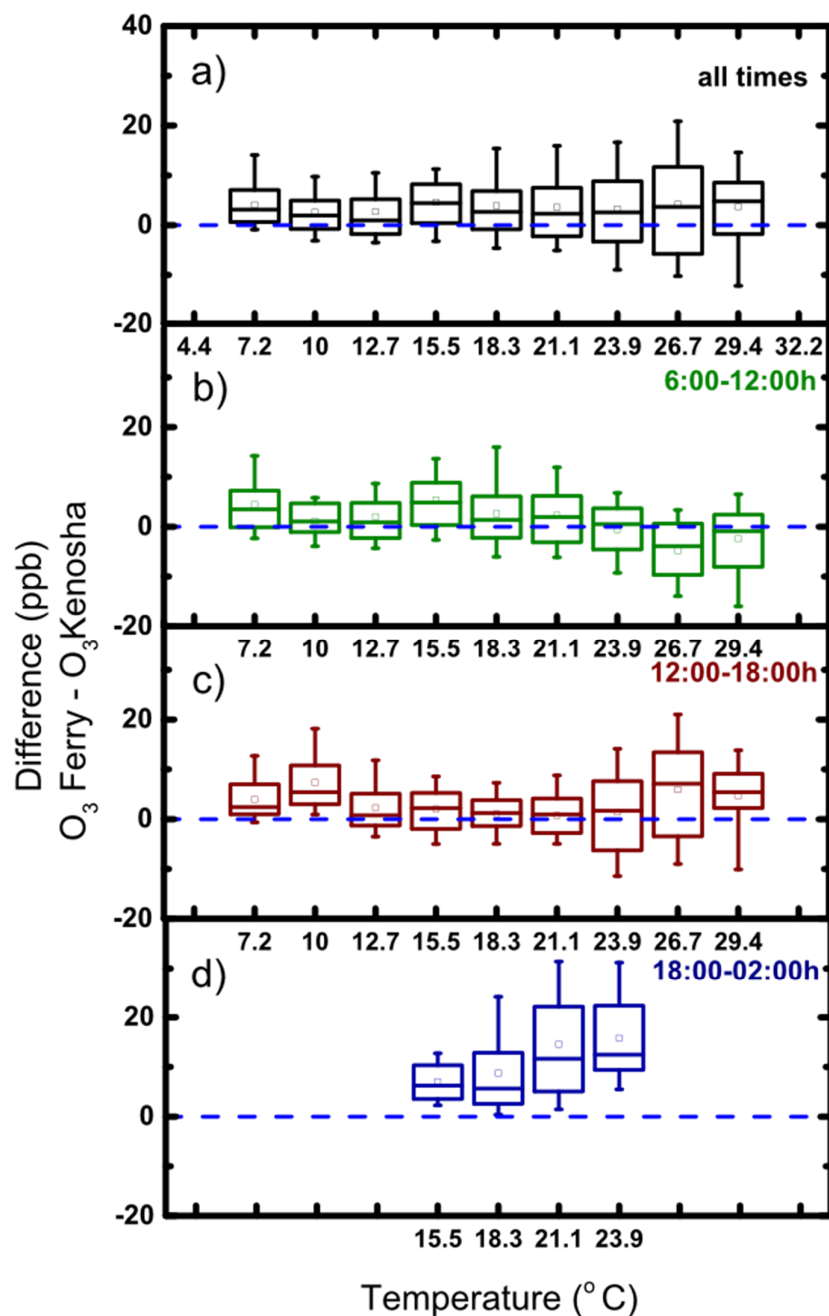 40
a)
all times
20
0
-20
4.4 7.2 10 12.7 15.5 18.3 21.1 23.9 26.7 29.4 32.2
b)
6:00-12:00h
20
0
-20
7.2 10 12.7 15.5 18.3 21.1 23.9 26.7 29.4
c)
12:00-18:00h
20
0
-20
7.2 10 12.7 15.5 18.3 21.1 23.9 26.7 29.4
d)
18:00-02:00h
20
0
-20
15.5 18.3 21.1 23.9
Difference (ppb)
O₃ Ferry - O₃Kenosha
Temperature (°C)